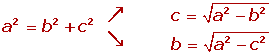 a² = b² + c² ↗ c = √a² − b²
↘ b = √a² − c²